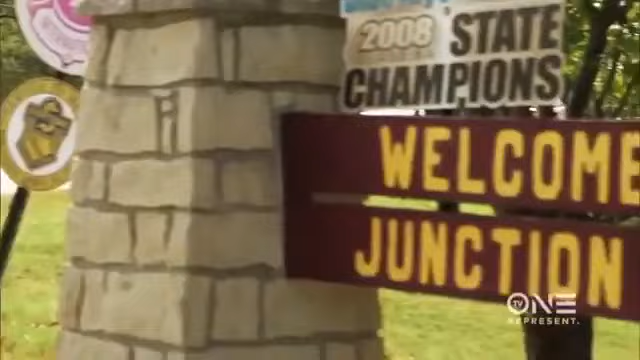 2008 STATE
CHAMPIONS
WELCOME
JUNCTION
TV ONE
REPRESENT.